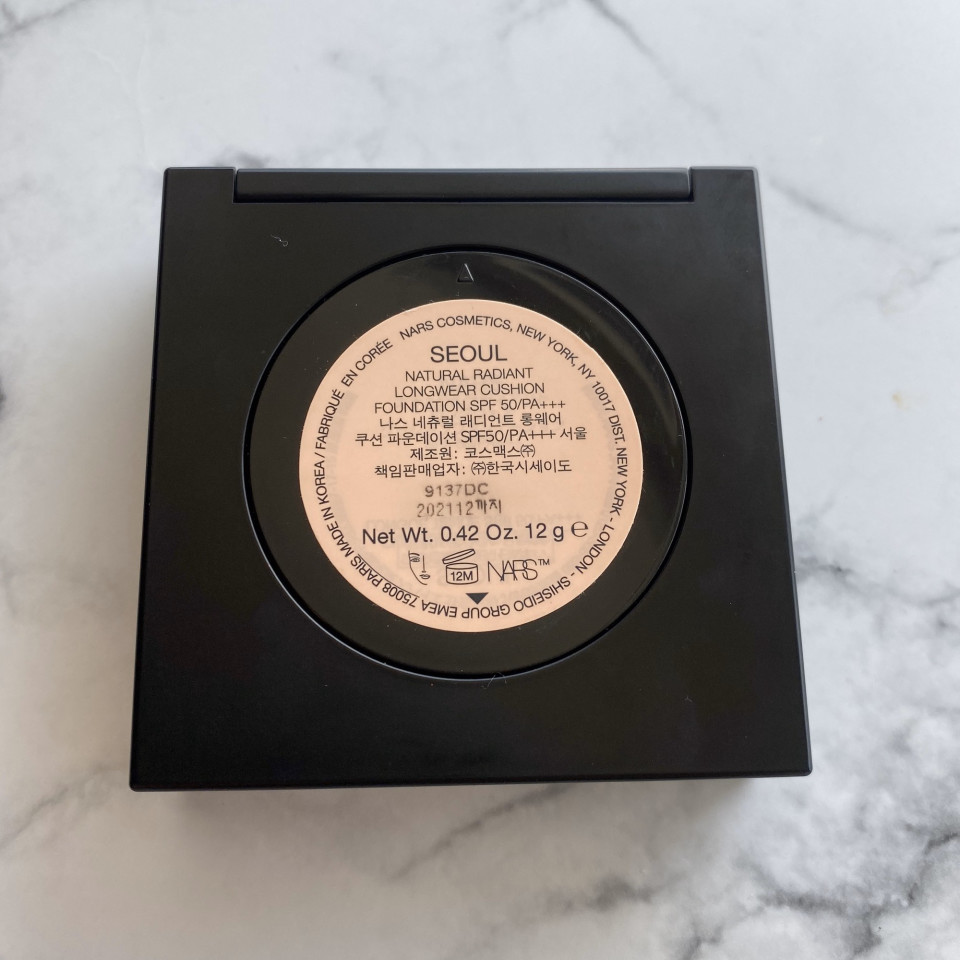 NARS COSMETICS, NEW YORK, NY 10017 DIST. NEW YORK - LONDON - SHISEIDO GROUP EMEA 75008 PARIS MADE IN KOREA / FABRIQUÉ EN CORÉE
SEOUL
NATURAL RADIANT
LONGWEAR CUSHION
FOUNDATION SPF 50/PA+++
나스 네츄럴 래디언트 롱웨어
쿠션 파운데이션 SPF50/PA+++ 서울
제조원: 코스맥스㈜
책임판매업자: ㈜한국시세이도
9137DC
202112까지
Net Wt. 0.42 Oz. 12 g ℮
12M NARS™